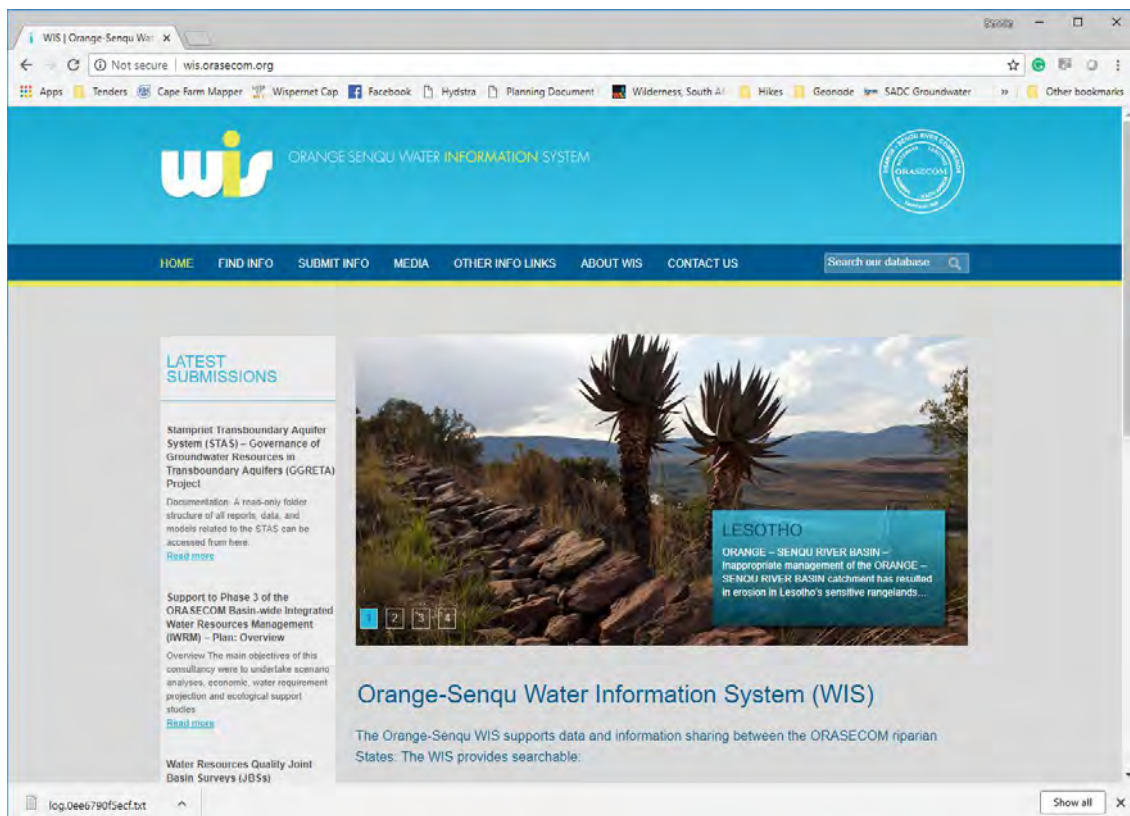 WIS | Orange-Senqu Wat
Not secure | wis.orasecom.org
Apps Tenders Cape Farm Mapper Wispernet Cap Facebook Hydstra Planning Document Wilderness, South Af Hikes Geonode SADC Groundwater » Other bookmarks
wis ORANGE SENQU WATER INFORMATION SYSTEM
ORASECOM
HOME FIND INFO SUBMIT INFO MEDIA OTHER INFO LINKS ABOUT WIS CONTACT US Search our database
LATEST
SUBMISSIONS
Stampriet Transboundary Aquifer
System (STAS) – Governance of
Groundwater Resources in
Transboundary Aquifers (GGRETA)
Project
Documentation A read-only folder
structure of all reports, data, and
models related to the STAS can be
accessed from here.
Read more
Support to Phase 3 of the
ORASECOM Basin-wide Integrated
Water Resources Management
(IWRM) – Plan: Overview
Overview The main objectives of this
consultancy were to undertake scenario
analyses, economic, water requirement
projection and ecological support
studies
Read more
Water Resources Quality Joint
Basin Surveys (JBSs)
LESOTHO
ORANGE – SENQU RIVER BASIN –
Inappropriate management of the ORANGE –
SENQU RIVER BASIN catchment has resulted
in erosion in Lesotho's sensitive rangelands...
1 2 3 4
Orange-Senqu Water Information System (WIS)
The Orange-Senqu WIS supports data and information sharing between the ORASECOM riparian
States. The WIS provides searchable:
log.0ee6790f5ecf.txt
Show all